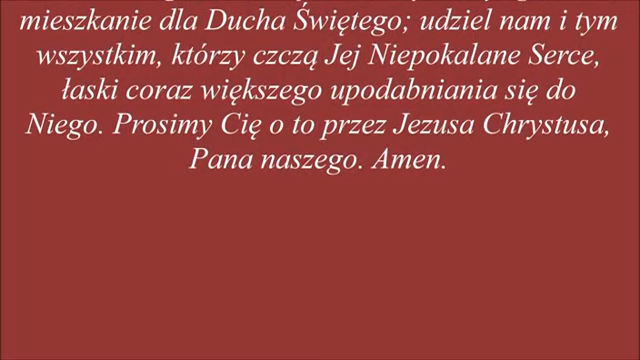 mieszkanie dla Ducha Świętego; udziel nam i tym
wszystkim, którzy czczą Jej Niepokalane Serce,
łaski coraz większego upodabniania się do
Niego. Prosimy Cię o to przez Jezusa Chrystusa,
Pana naszego. Amen.